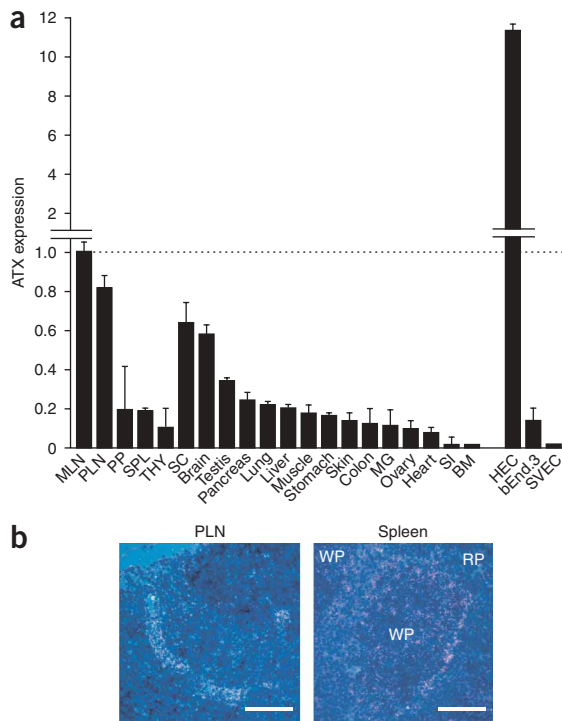 a
12
10
8
6
4
2
1.0
0.8
0.6
0.4
0.2
0
ATX expression
MLN PLN PP SPL THY SC Brain Testis Pancreas Lung Liver Muscle Stomach Skin Colon MG Ovary Heart SI BM HEC bEnd.3 SVEC
b
PLN Spleen
WP RP
WP